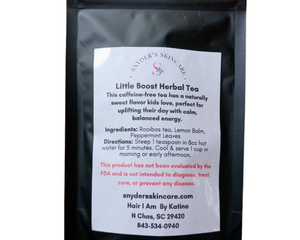 SNYDER'S SKINCARE
S
Little Boost Herbal Tea
This caffeine-free tea has a naturally
sweet flavor kids love, perfect for
uplifting their day with calm,
balanced energy.
Ingredients: Rooibos tea, Lemon Balm,
Peppermint Leaves
Directions: Steep 1 teaspoon in 8oz hot
water for 5 minutes. Cool & serve 1 cup in
morning or early afternoon.
This product has not been evaluated by the
FDA and is not intended to diagnose, treat,
cure, or prevent any disease.
snydersskincare.com
Hair I Am By Katina
N Chas, SC 29420
843-534-0940